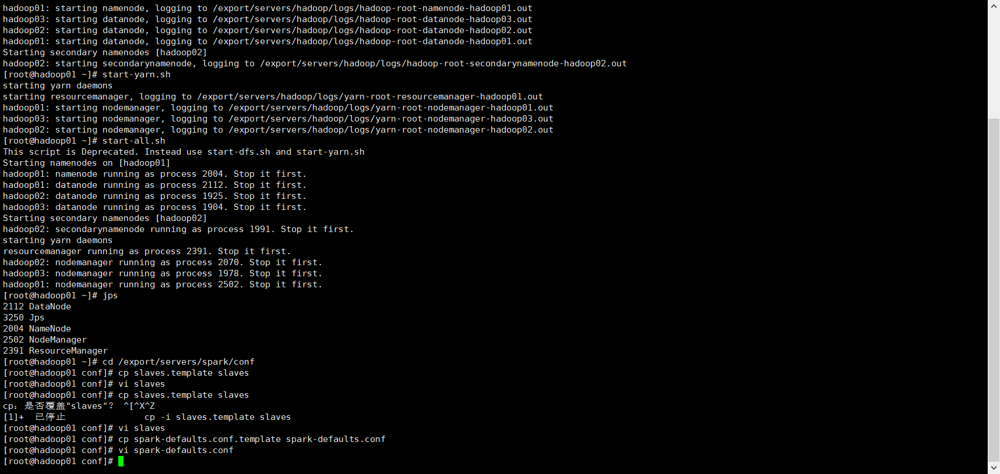 hadoop01: starting namenode, logging to /export/servers/hadoop/logs/hadoop-root-namenode-hadoop01.out
hadoop03: starting datanode, logging to /export/servers/hadoop/logs/hadoop-root-datanode-hadoop03.out
hadoop02: starting datanode, logging to /export/servers/hadoop/logs/hadoop-root-datanode-hadoop02.out
hadoop01: starting datanode, logging to /export/servers/hadoop/logs/hadoop-root-datanode-hadoop01.out
Starting secondary namenodes [hadoop02]
hadoop02: starting secondarynamenode, logging to /export/servers/hadoop/logs/hadoop-root-secondarynamenode-hadoop02.out
[root@hadoop01 ~]# start-yarn.sh
starting yarn daemons
starting resourcemanager, logging to /export/servers/hadoop/logs/yarn-root-resourcemanager-hadoop01.out
hadoop01: starting nodemanager, logging to /export/servers/hadoop/logs/yarn-root-nodemanager-hadoop01.out
hadoop03: starting nodemanager, logging to /export/servers/hadoop/logs/yarn-root-nodemanager-hadoop03.out
hadoop02: starting nodemanager, logging to /export/servers/hadoop/logs/yarn-root-nodemanager-hadoop02.out
[root@hadoop01 ~]# start-all.sh
This script is Deprecated. Instead use start-dfs.sh and start-yarn.sh
Starting namenodes on [hadoop01]
hadoop01: namenode running as process 2004. Stop it first.
hadoop01: datanode running as process 2112. Stop it first.
hadoop02: datanode running as process 1925. Stop it first.
hadoop03: datanode running as process 1904. Stop it first.
Starting secondary namenodes [hadoop02]
hadoop02: secondarynamenode running as process 1991. Stop it first.
starting yarn daemons
resourcemanager running as process 2391. Stop it first.
hadoop02: nodemanager running as process 2070. Stop it first.
hadoop03: nodemanager running as process 1978. Stop it first.
hadoop01: nodemanager running as process 2502. Stop it first.
[root@hadoop01 ~]# jps
2112 DataNode
3250 Jps
2004 NameNode
2502 NodeManager
2391 ResourceManager
[root@hadoop01 ~]# cd /export/servers/spark/conf
[root@hadoop01 conf]# cp slaves.template slaves
[root@hadoop01 conf]# vi slaves
[root@hadoop01 conf]# cp slaves.template slaves
cp：是否覆盖"slaves"？ ^[^X^Z
[1]+  已停止               cp -i slaves.template slaves
[root@hadoop01 conf]# vi slaves
[root@hadoop01 conf]# cp spark-defaults.conf.template spark-defaults.conf
[root@hadoop01 conf]# vi spark-defaults.conf
[root@hadoop01 conf]#